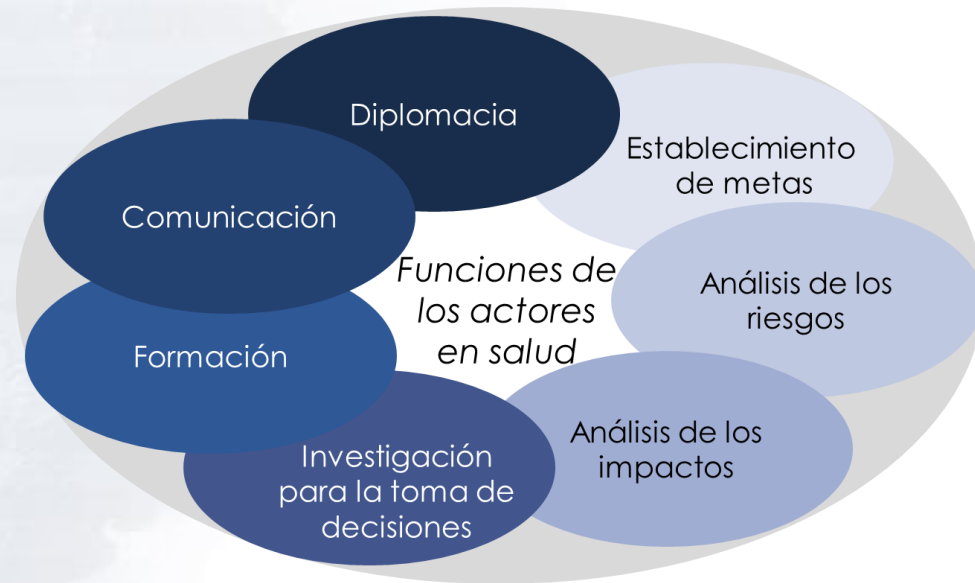 Diplomacia
Establecimiento
de metas
Análisis de los
riesgos
Análisis de los
impactos
Investigación
para la toma de
decisiones
Formación
Comunicación
Funciones de
los actores
en salud